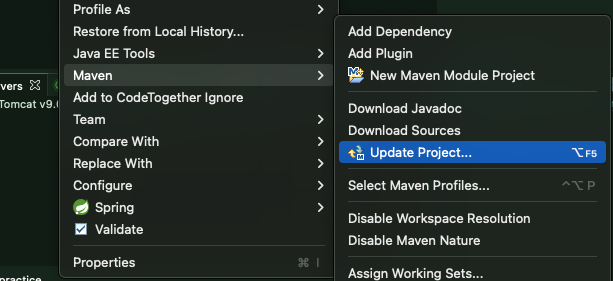 Profile As
Restore from Local History...
Java EE Tools
Maven
Add to CodeTogether Ignore
Team
Compare With
Replace With
Configure
Spring
Validate
Properties ⌘ I
Add Dependency
Add Plugin
New Maven Module Project
Download Javadoc
Download Sources
Update Project... ⌥F5
Select Maven Profiles... ^⌥P
Disable Workspace Resolution
Disable Maven Nature
Assign Working Sets...
vers
Tomcat v9.
practice